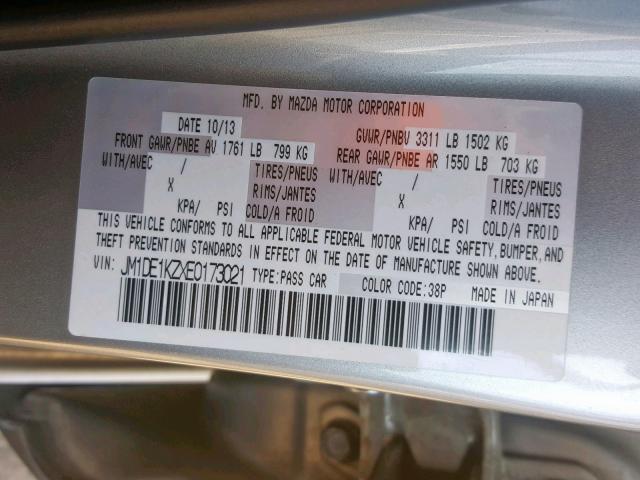 MFD. BY MAZDA MOTOR CORPORATION
DATE 10/13 GVWR/PNBV 3311 LB 1502 KG
FRONT GAWR/PNBE AV 1761 LB 799 KG REAR GAWR/PNBE AR 1550 LB 703 KG
WITH/AVEC / TIRES/PNEUS WITH/AVEC / TIRES/PNEUS
X RIMS/JANTES X RIMS/JANTES
KPA/ PSI COLD/A FROID KPA/ PSI COLD/A FROID
THIS VEHICLE CONFORMS TO ALL APPLICABLE FEDERAL MOTOR VEHICLE SAFETY, BUMPER, AND
THEFT PREVENTION STANDARDS IN EFFECT ON THE DATE OF MANUFACTURE SHOWN ABOVE.
VIN: JM1DE1KZXE0173021 TYPE:PASS CAR COLOR CODE:38P MADE IN JAPAN